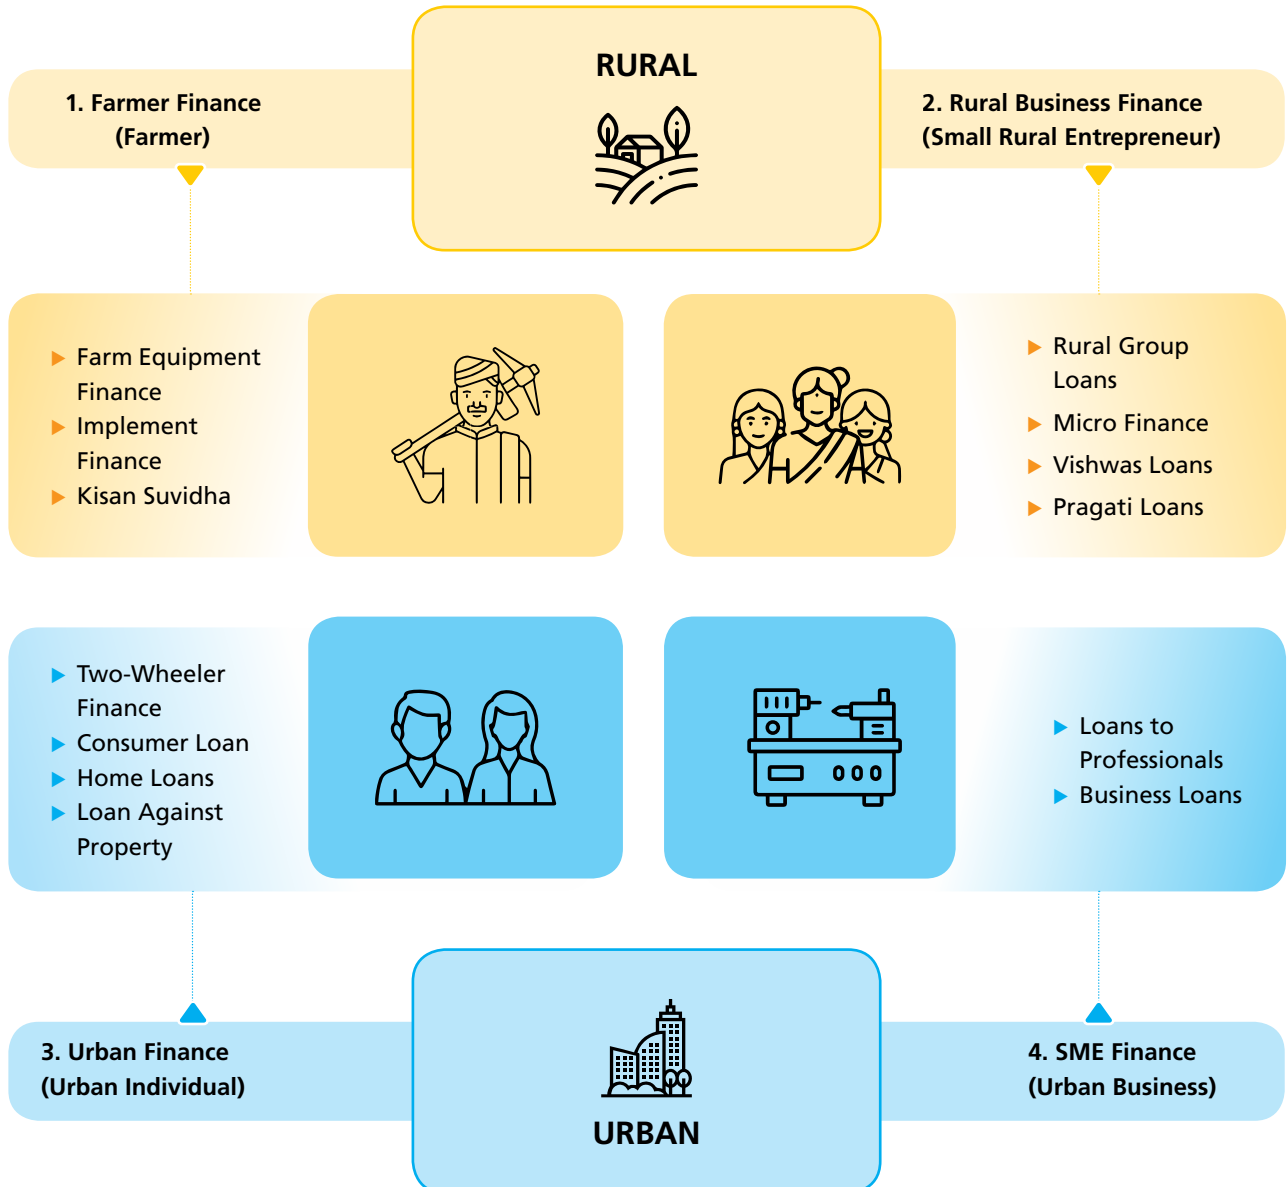 RURAL
1. Farmer Finance
(Farmer)
2. Rural Business Finance
(Small Rural Entrepreneur)
Farm Equipment
Finance
Implement
Finance
Kisan Suvidha
Rural Group
Loans
Micro Finance
Vishwas Loans
Pragati Loans
Two-Wheeler
Finance
Consumer Loan
Home Loans
Loan Against
Property
Loans to
Professionals
Business Loans
3. Urban Finance
(Urban Individual)
4. SME Finance
(Urban Business)
URBAN